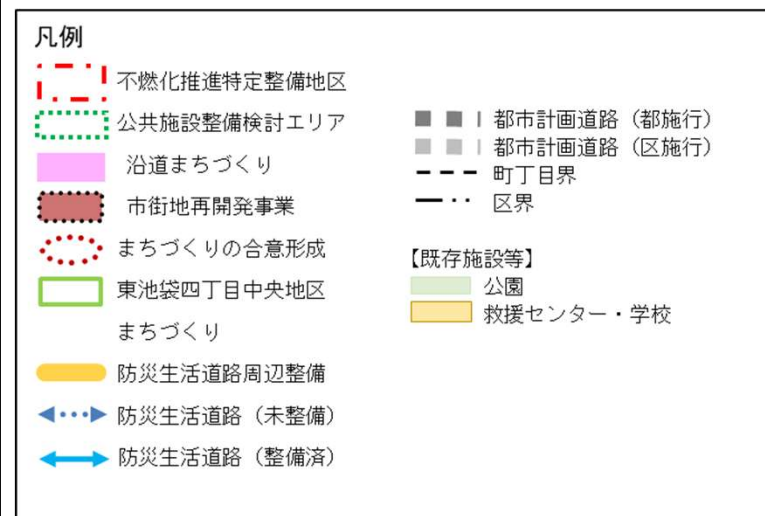 凡例
不燃化推進特定整備地区
公共施設整備検討エリア
沿道まちづくり
市街地再開発事業
まちづくりの合意形成
東池袋四丁目中央地区
まちづくり
防災生活道路周辺整備
防災生活道路（未整備）
防災生活道路（整備済）
都市計画道路（都施行）
都市計画道路（区施行）
町丁目界
区界
【既存施設等】
公園
救援センター・学校